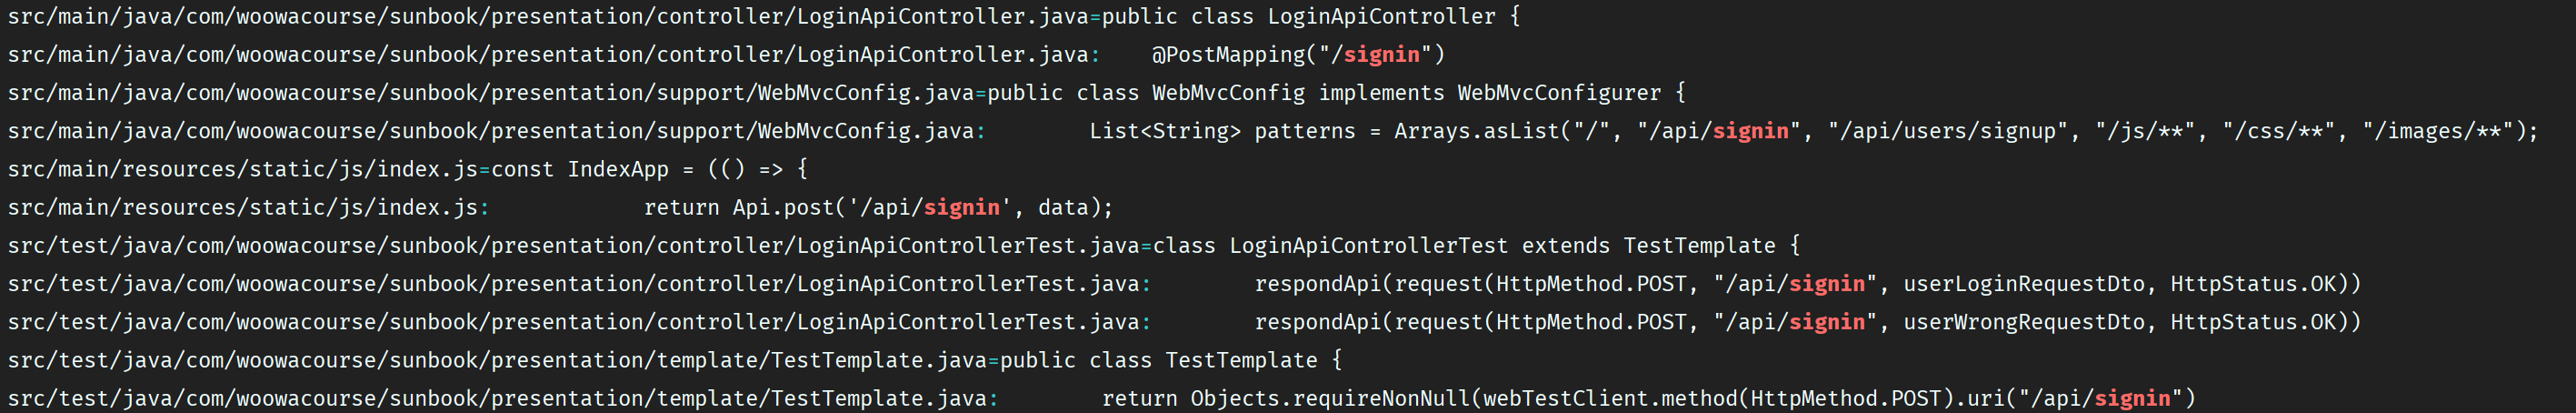 src/main/java/com/woowacourse/sunbook/presentation/controller/LoginApiController.java=public class LoginApiController {
src/main/java/com/woowacourse/sunbook/presentation/controller/LoginApiController.java:    @PostMapping("/signin")
src/main/java/com/woowacourse/sunbook/presentation/support/WebMvcConfig.java=public class WebMvcConfig implements WebMvcConfigurer {
src/main/java/com/woowacourse/sunbook/presentation/support/WebMvcConfig.java:        List<String> patterns = Arrays.asList("/", "/api/signin", "/api/users/signup", "/js/**", "/css/**", "/images/**");
src/main/resources/static/js/index.js=const IndexApp = (() => {
src/main/resources/static/js/index.js:            return Api.post('/api/signin', data);
src/test/java/com/woowacourse/sunbook/presentation/controller/LoginApiControllerTest.java=class LoginApiControllerTest extends TestTemplate {
src/test/java/com/woowacourse/sunbook/presentation/controller/LoginApiControllerTest.java:        respondApi(request(HttpMethod.POST, "/api/signin", userLoginRequestDto, HttpStatus.OK))
src/test/java/com/woowacourse/sunbook/presentation/controller/LoginApiControllerTest.java:        respondApi(request(HttpMethod.POST, "/api/signin", userWrongRequestDto, HttpStatus.OK))
src/test/java/com/woowacourse/sunbook/presentation/template/TestTemplate.java=public class TestTemplate {
src/test/java/com/woowacourse/sunbook/presentation/template/TestTemplate.java:        return Objects.requireNonNull(webTestClient.method(HttpMethod.POST).uri("/api/signin")